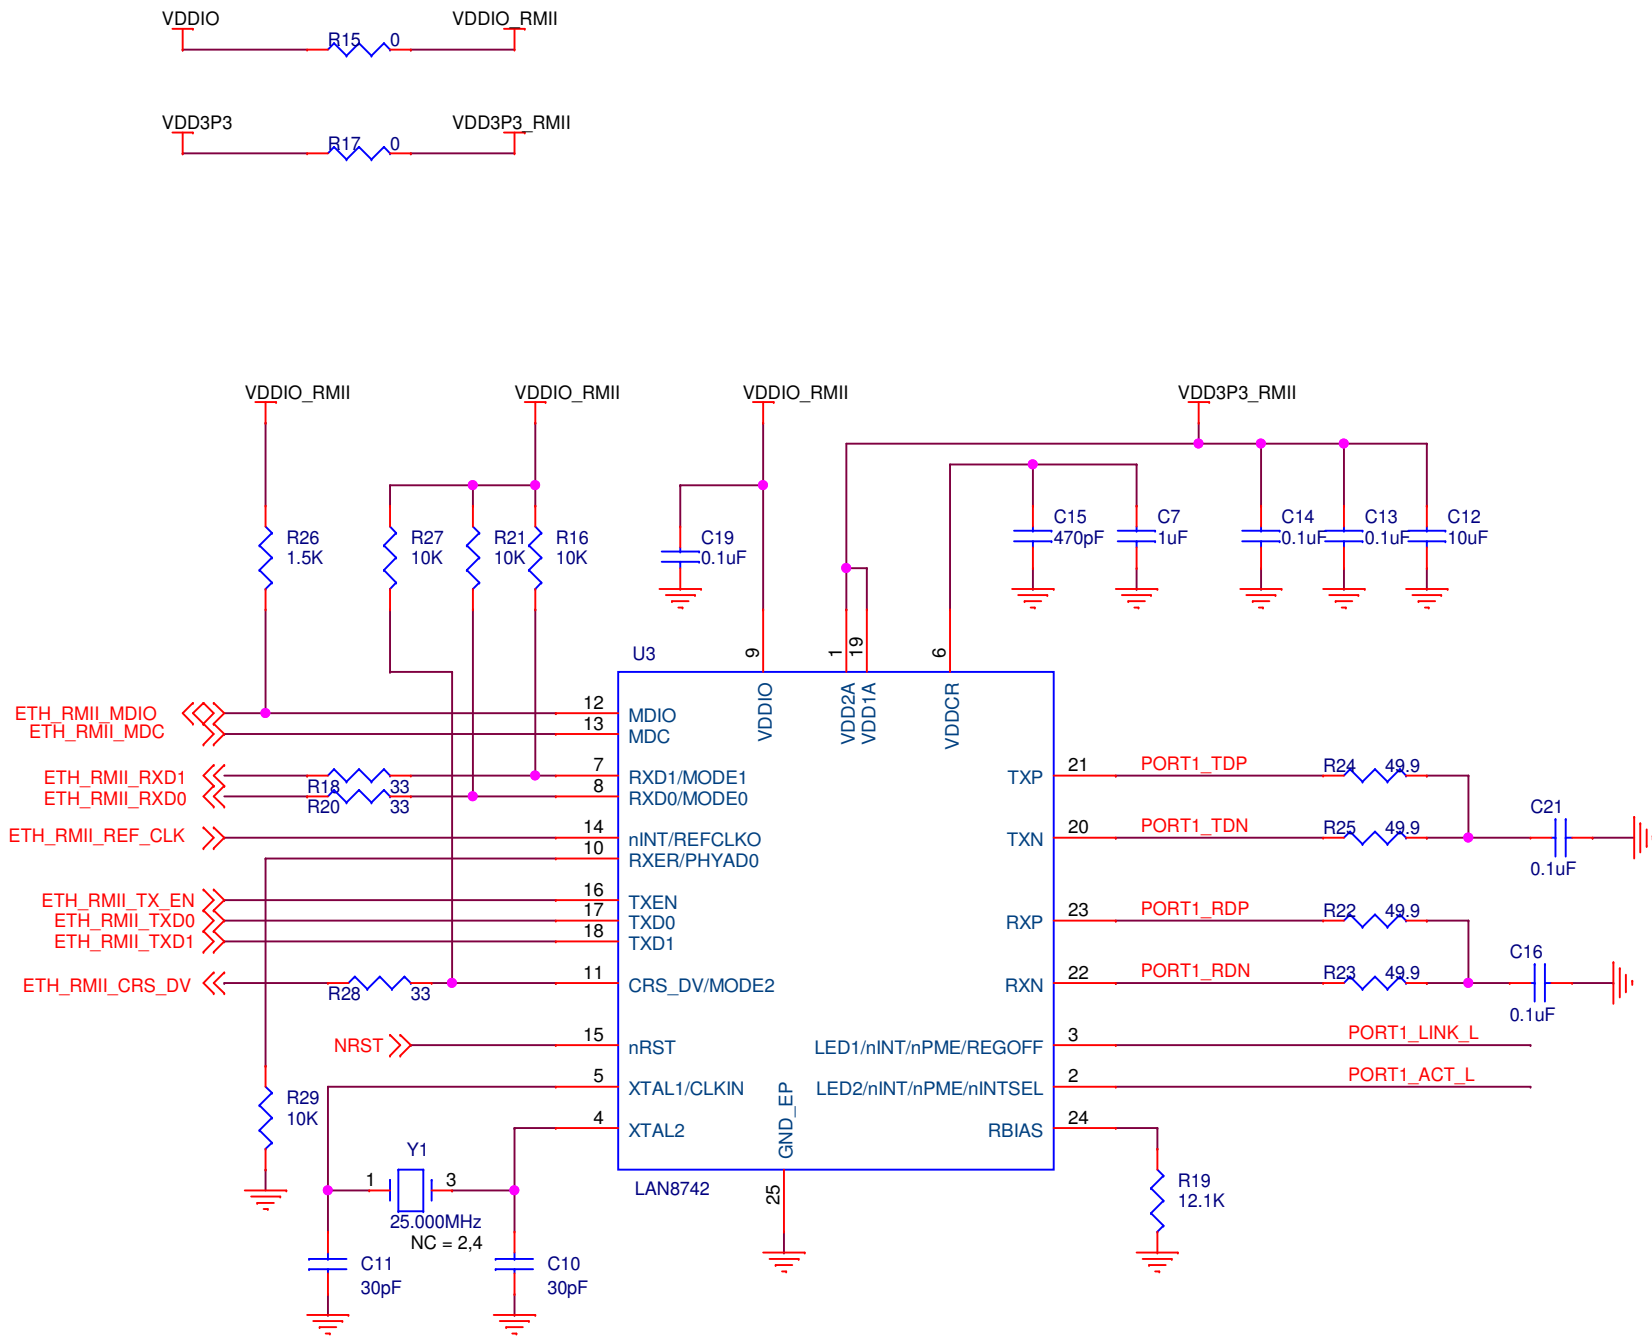 VDDIO VDDIO_RMII
R15 0
VDD3P3 VDD3P3_RMII
R17 0
VDDIO_RMII VDDIO_RMII VDDIO_RMII VDD3P3_RMII
R26 1.5K
R27 10K
R21 10K
R16 10K
C19 0.1uF
C15 470pF
C7 1uF
C14 0.1uF
C13 0.1uF
C12 10uF
U3
9 VDDIO
1 VDD2A
19 VDD1A
6 VDDCR
ETH_RMII_MDIO 12 MDIO
ETH_RMII_MDC 13 MDC
ETH_RMII_RXD1 R18 33 7 RXD1/MODE1
ETH_RMII_RXD0 R20 33 8 RXD0/MODE0
ETH_RMII_REF_CLK 14 nINT/REFCLKO
10 RXER/PHYAD0
ETH_RMII_TX_EN 16 TXEN
ETH_RMII_TXD0 17 TXD0
ETH_RMII_TXD1 18 TXD1
ETH_RMII_CRS_DV R28 33 11 CRS_DV/MODE2
NRST 15 nRST
5 XTAL1/CLKIN
4 XTAL2
TXP 21 PORT1_TDP R24 49.9
TXN 20 PORT1_TDN R25 49.9
C21
0.1uF
RXP 23 PORT1_RDP R22 49.9
RXN 22 PORT1_RDN R23 49.9
C16
0.1uF
LED1/nINT/nPME/REGOFF 3 PORT1_LINK_L
LED2/nINT/nPME/nINTSEL 2 PORT1_ACT_L
RBIAS 24
GND_EP 25
LAN8742
R29
10K
Y1
1 3
25.000MHz
NC = 2,4
C11
30pF
C10
30pF
R19
12.1K